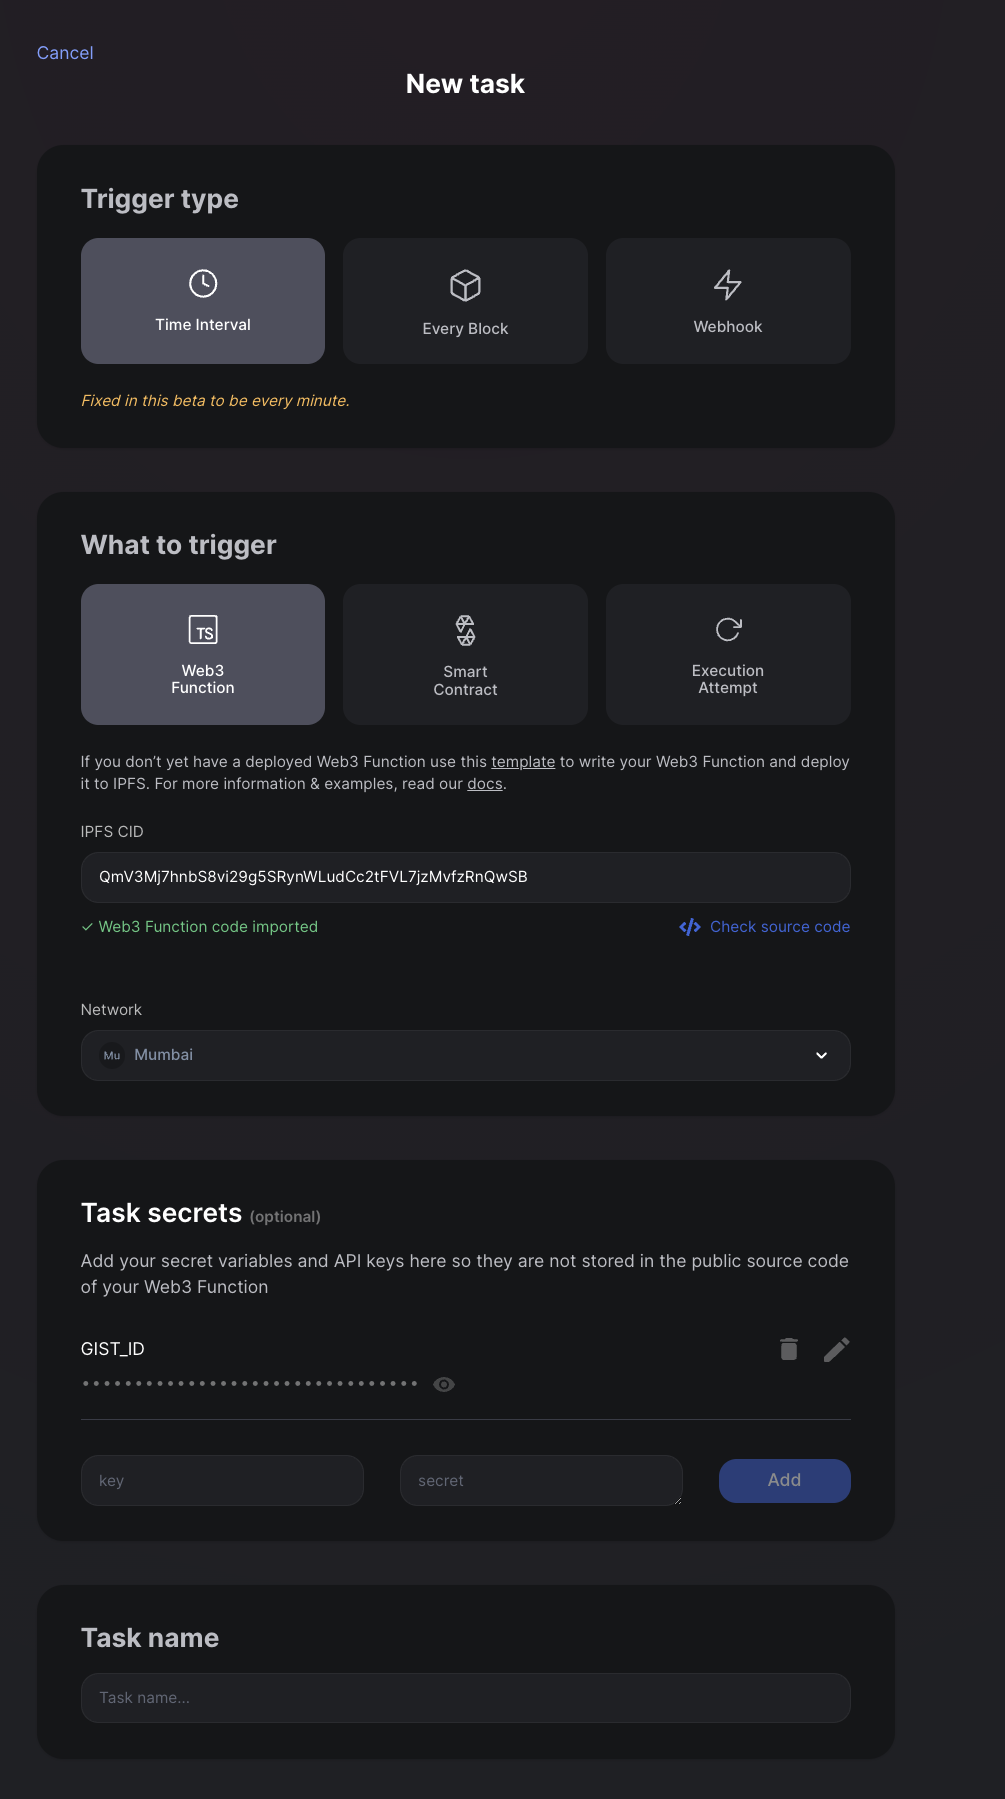 Cancel
New task
Trigger type
Time Interval
Every Block
Webhook
Fixed in this beta to be every minute.
What to trigger
TS
Web3
Function
Smart
Contract
Execution
Attempt
If you don’t yet have a deployed Web3 Function use this template to write your Web3 Function and deploy
it to IPFS. For more information & examples, read our docs.
IPFS CID
QmV3Mj7hnbS8vi29g5SRynWLudCc2tFVL7jzMvfzRnQwSB
✓ Web3 Function code imported
</> Check source code
Network
Mu Mumbai
Task secrets (optional)
Add your secret variables and API keys here so they are not stored in the public source code
of your Web3 Function
GIST_ID
••••••••••••••••••••••••••••••••
key
secret
Add
Task name
Task name...